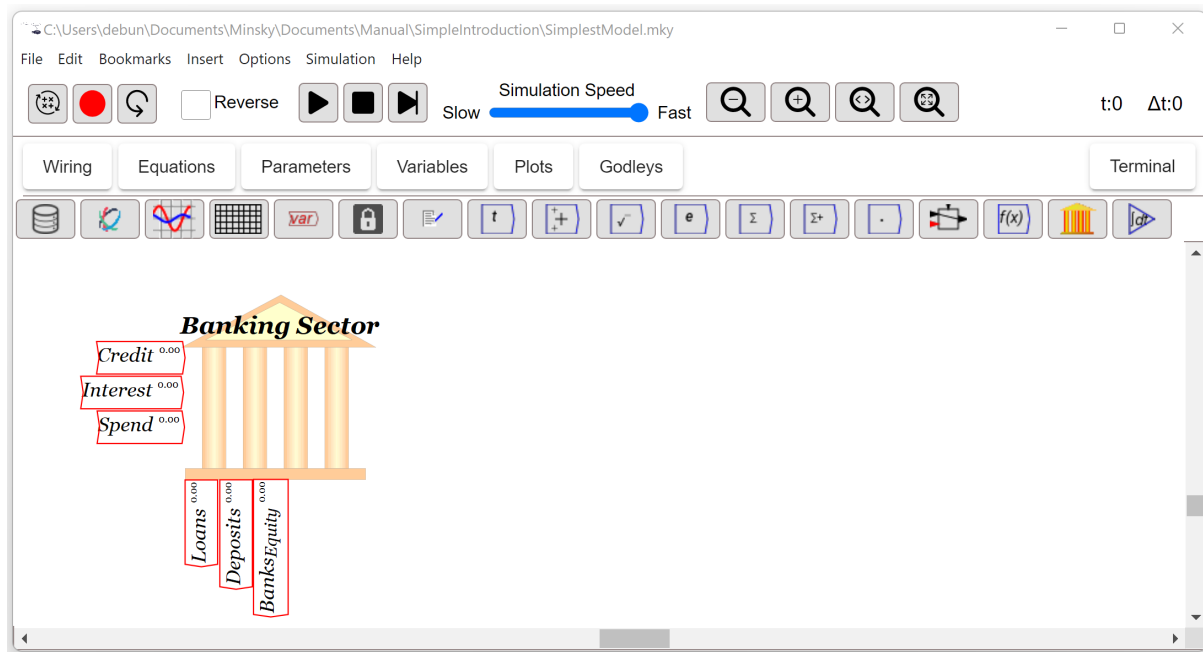 C:\Users\debun\Documents\Minsky\Documents\Manual\SimpleIntroduction\SimplestModel.mky
File Edit Bookmarks Insert Options Simulation Help
Reverse
Simulation Speed
Slow
Fast
t:0 Δt:0
Wiring Equations Parameters Variables Plots Godleys Terminal
var t + √ e Σ Σ+ · f(x) ∫dt
Banking Sector
Credit 0.00
Interest 0.00
Spend 0.00
Loans 0.00
Deposits 0.00
BanksEquity 0.00